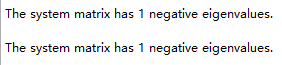 The system matrix has 1 negative eigenvalues.
The system matrix has 1 negative eigenvalues.